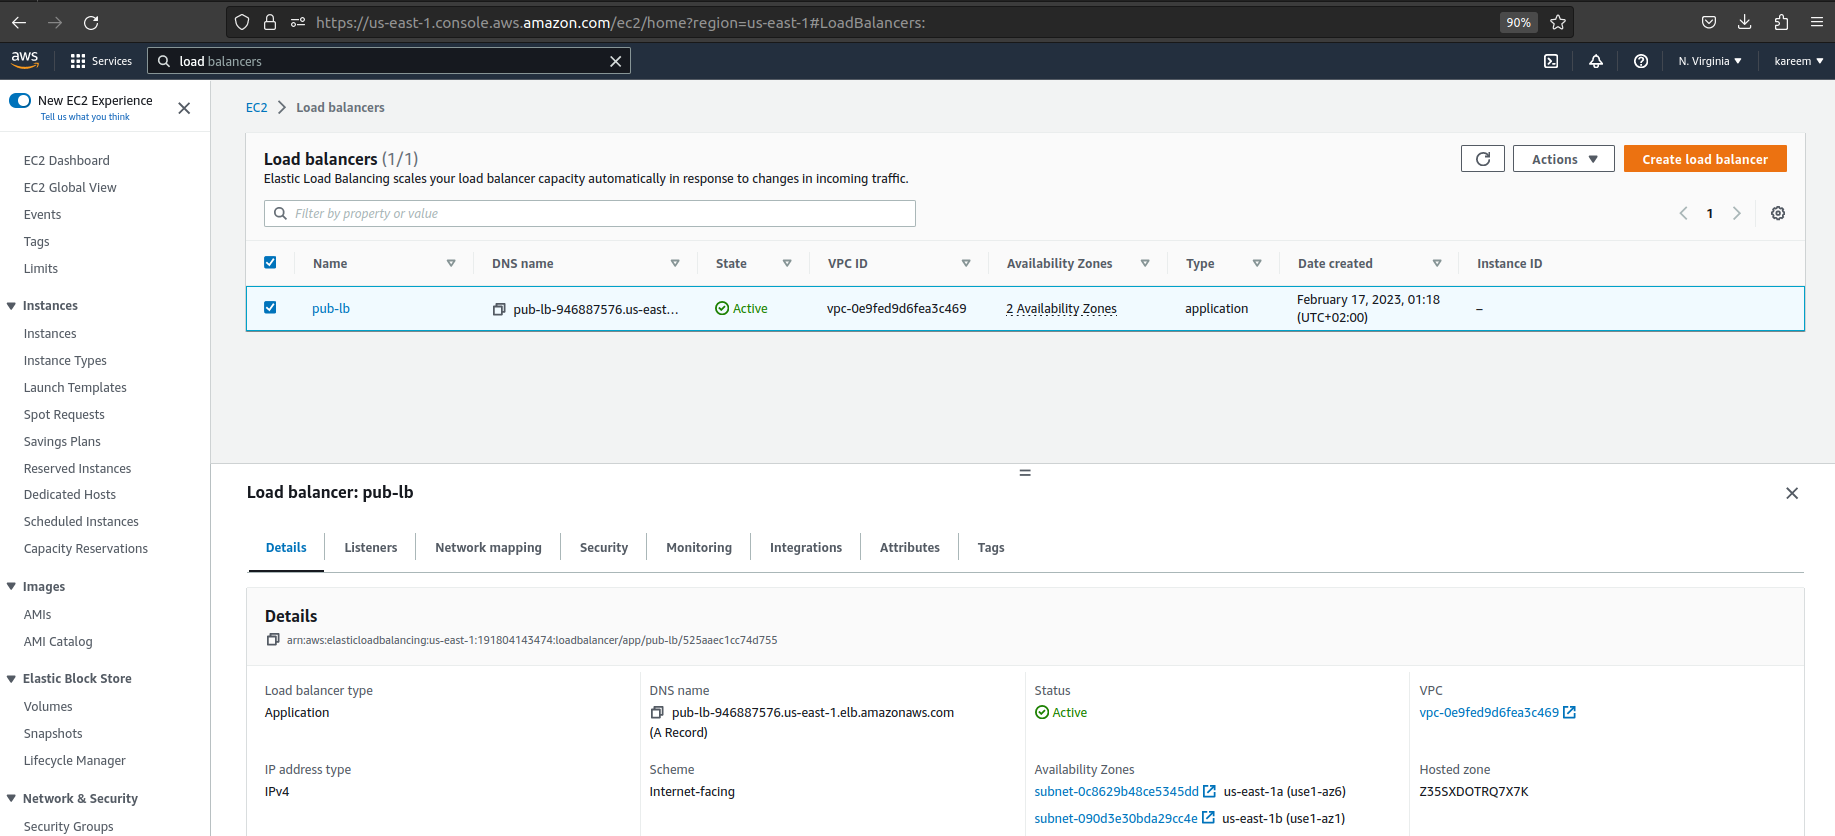 https://us-east-1.console.aws.amazon.com/ec2/home?region=us-east-1#LoadBalancers:
90%
aws
Services
load balancers
N. Virginia
kareem
New EC2 Experience
Tell us what you think
EC2 Dashboard
EC2 Global View
Events
Tags
Limits
Instances
Instances
Instance Types
Launch Templates
Spot Requests
Savings Plans
Reserved Instances
Dedicated Hosts
Scheduled Instances
Capacity Reservations
Images
AMIs
AMI Catalog
Elastic Block Store
Volumes
Snapshots
Lifecycle Manager
Network & Security
Security Groups
EC2 > Load balancers
Load balancers (1/1)
Elastic Load Balancing scales your load balancer capacity automatically in response to changes in incoming traffic.
Actions
Create load balancer
Filter by property or value
1
Name DNS name State VPC ID Availability Zones Type Date created Instance ID
pub-lb pub-lb-946887576.us-east... Active vpc-0e9fed9d6fea3c469 2 Availability Zones application February 17, 2023, 01:18 –
(UTC+02:00)
Load balancer: pub-lb
Details Listeners Network mapping Security Monitoring Integrations Attributes Tags
Details
arn:aws:elasticloadbalancing:us-east-1:191804143474:loadbalancer/app/pub-lb/525aaec1cc74d755
Load balancer type
Application
DNS name
pub-lb-946887576.us-east-1.elb.amazonaws.com
(A Record)
Status
Active
VPC
vpc-0e9fed9d6fea3c469
IP address type
IPv4
Scheme
Internet-facing
Availability Zones
subnet-0c8629b48ce5345dd us-east-1a (use1-az6)
subnet-090d3e30bda29cc4e us-east-1b (use1-az1)
Hosted zone
Z35SXDOTRQ7X7K